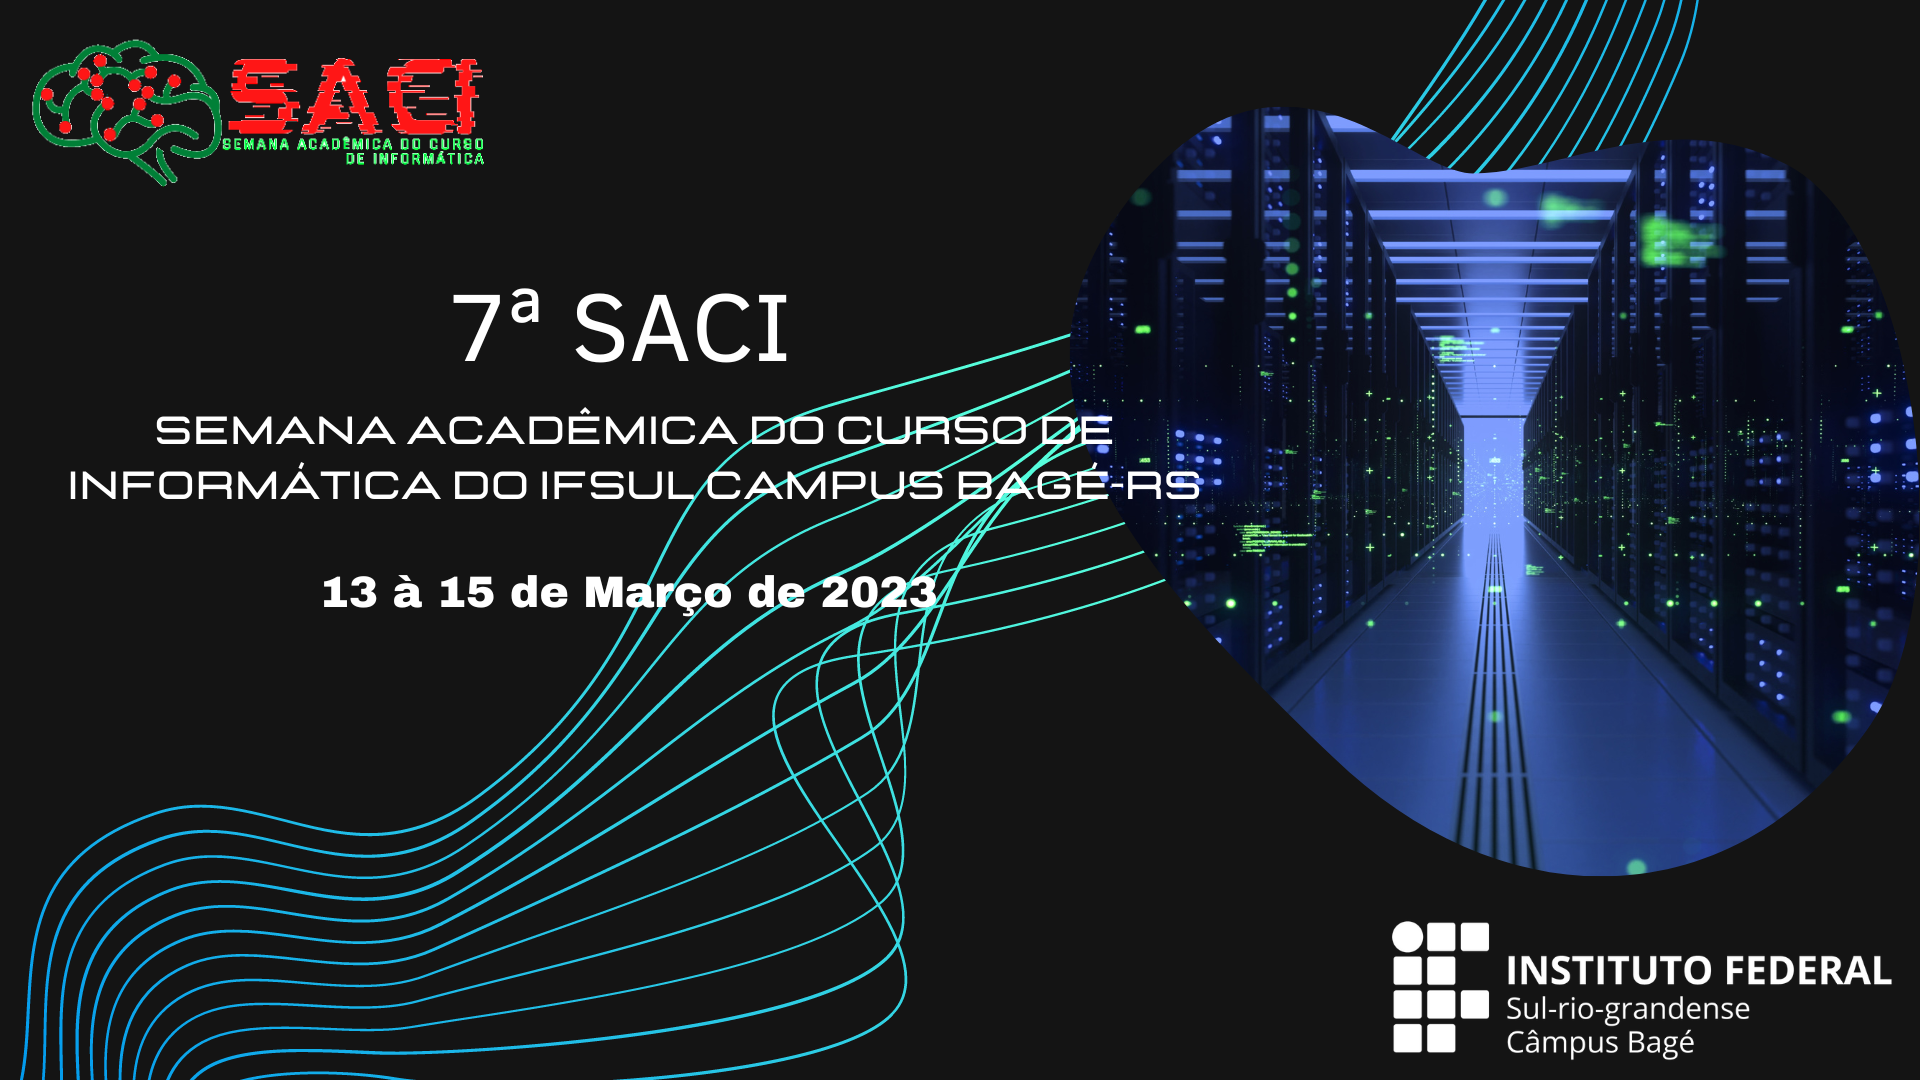 SACI
SEMANA ACADÊMICA DO CURSO
DE INFORMÁTICA
7ª SACI
SEMANA ACADÊMICA DO CURSO DE
INFORMÁTICA DO IFSUL CAMPUS BAGÉ-RS
13 à 15 de Março de 2023
INSTITUTO FEDERAL
Sul-rio-grandense
Câmpus Bagé